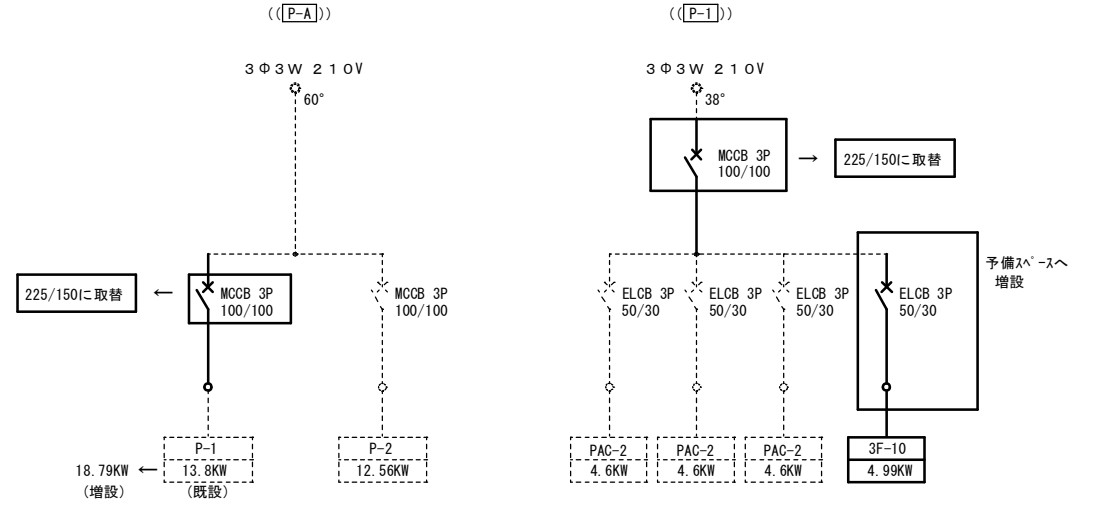 ((P-A))
3Φ3W 210V
60°
225/150に取替
←
MCCB 3P
100/100
MCCB 3P
100/100
P-1
13.8KW
(既設)
18.79KW ←
(増設)
P-2
12.56KW
((P-1))
3Φ3W 210V
38°
MCCB 3P
100/100
→
225/150に取替
ELCB 3P
50/30
ELCB 3P
50/30
ELCB 3P
50/30
ELCB 3P
50/30
予備ｽﾍﾟｰｽへ
増設
PAC-2
4.6KW
PAC-2
4.6KW
PAC-2
4.6KW
3F-10
4.99KW